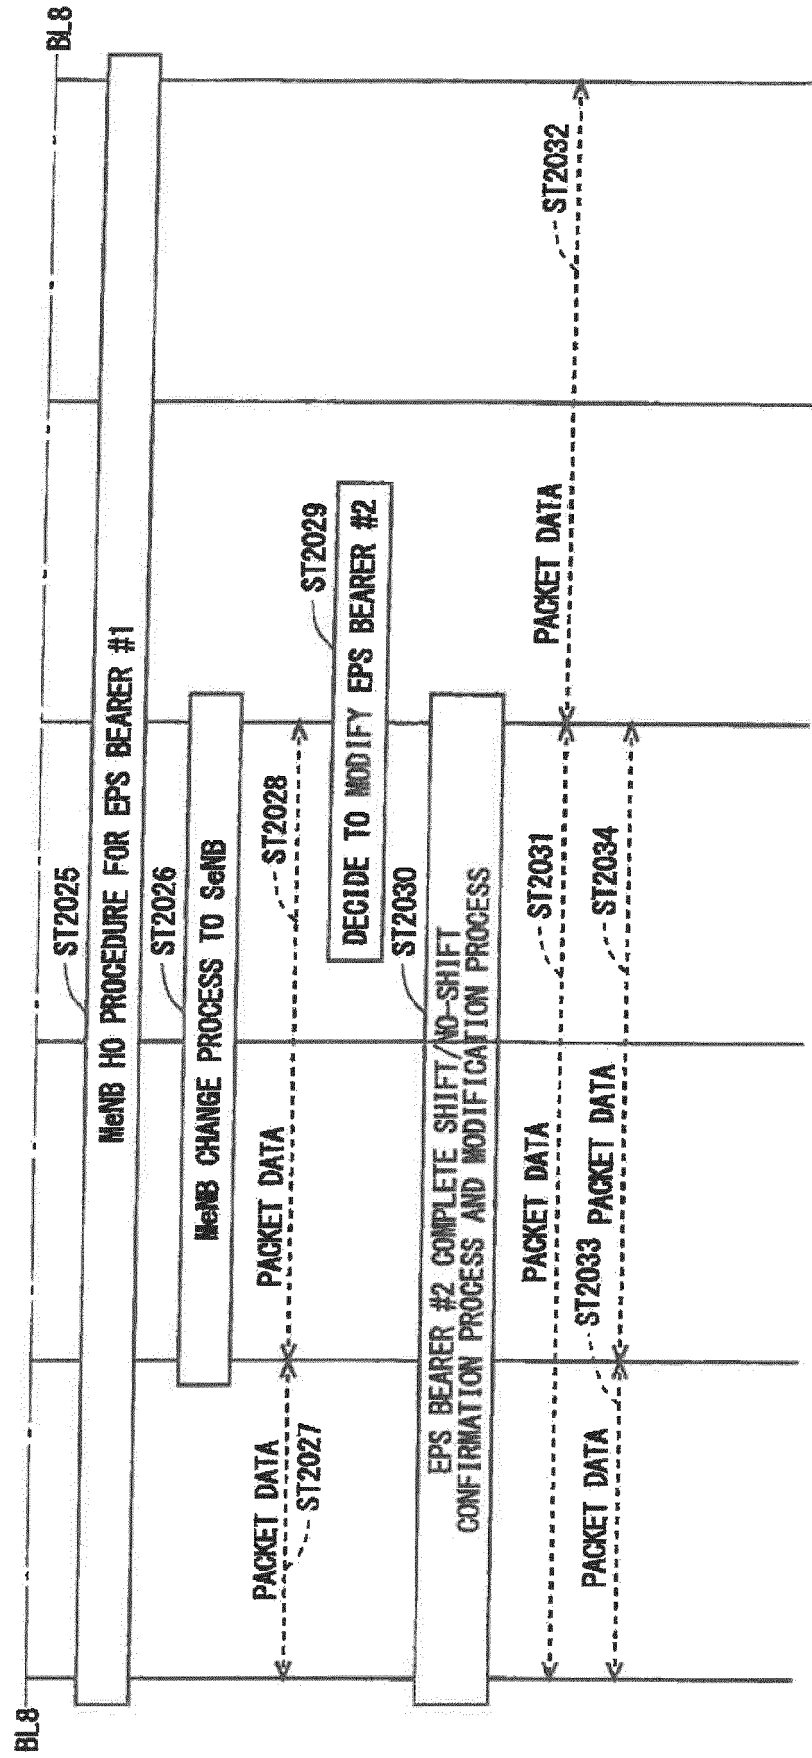 BL8
BL8
ST2025
MeNB HO PROCEDURE FOR EPS BEARER #1
ST2026
MeNB CHANGE PROCESS TO SeNB
PACKET DATA
ST2027
PACKET DATA
ST2028
ST2029
DECIDE TO MODIFY EPS BEARER #2
ST2030
EPS BEARER #2 COMPLETE SHIFT/NO-SHIFT
CONFIRMATION PROCESS AND MODIFICATION PROCESS
PACKET DATA
ST2031
PACKET DATA
ST2032
PACKET DATA
ST2033
PACKET DATA
ST2034